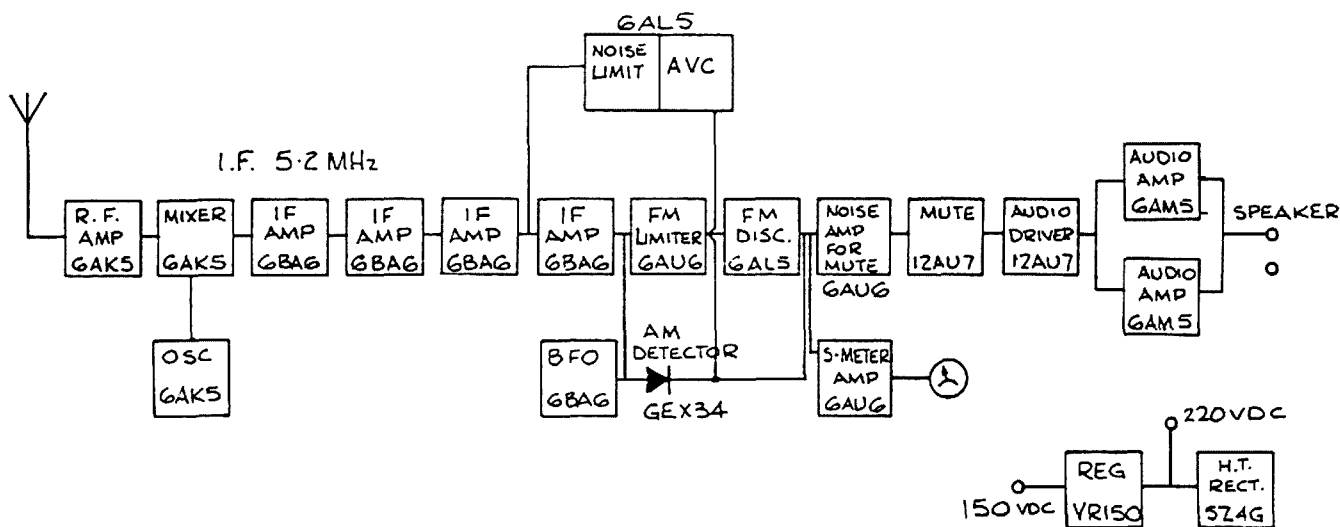 6AL5
NOISE
LIMIT
AVC
I.F. 5·2 MHz
R.F.
AMP
6AK5
MIXER
6AK5
IF
AMP
6BA6
IF
AMP
6BA6
IF
AMP
6BA6
IF
AMP
6BA6
FM
LIMITER
6AU6
FM
DISC.
6AL5
NOISE
AMP
FOR
MUTE
6AU6
MUTE
12AU7
AUDIO
DRIVER
12AU7
AUDIO
AMP
6AM5
AUDIO
AMP
6AM5
SPEAKER
OSC
6AK5
BFO
6BA6
AM
DETECTOR
GEX34
S-METER
AMP
6AU6
220VDC
150 VDC
REG
VR150
H.T.
RECT.
5Z4G